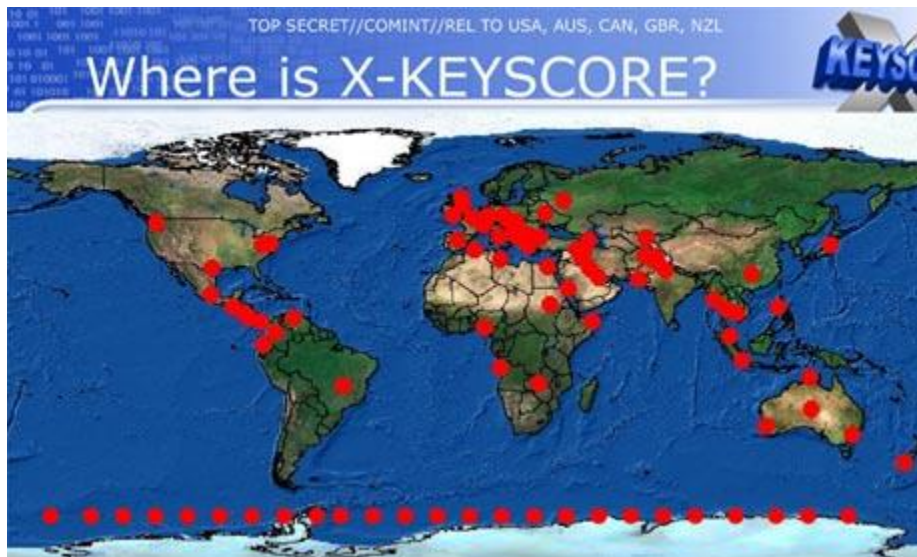 TOP SECRET//COMINT//REL TO USA, AUS, CAN, GBR, NZL
Where is X-KEYSCORE?